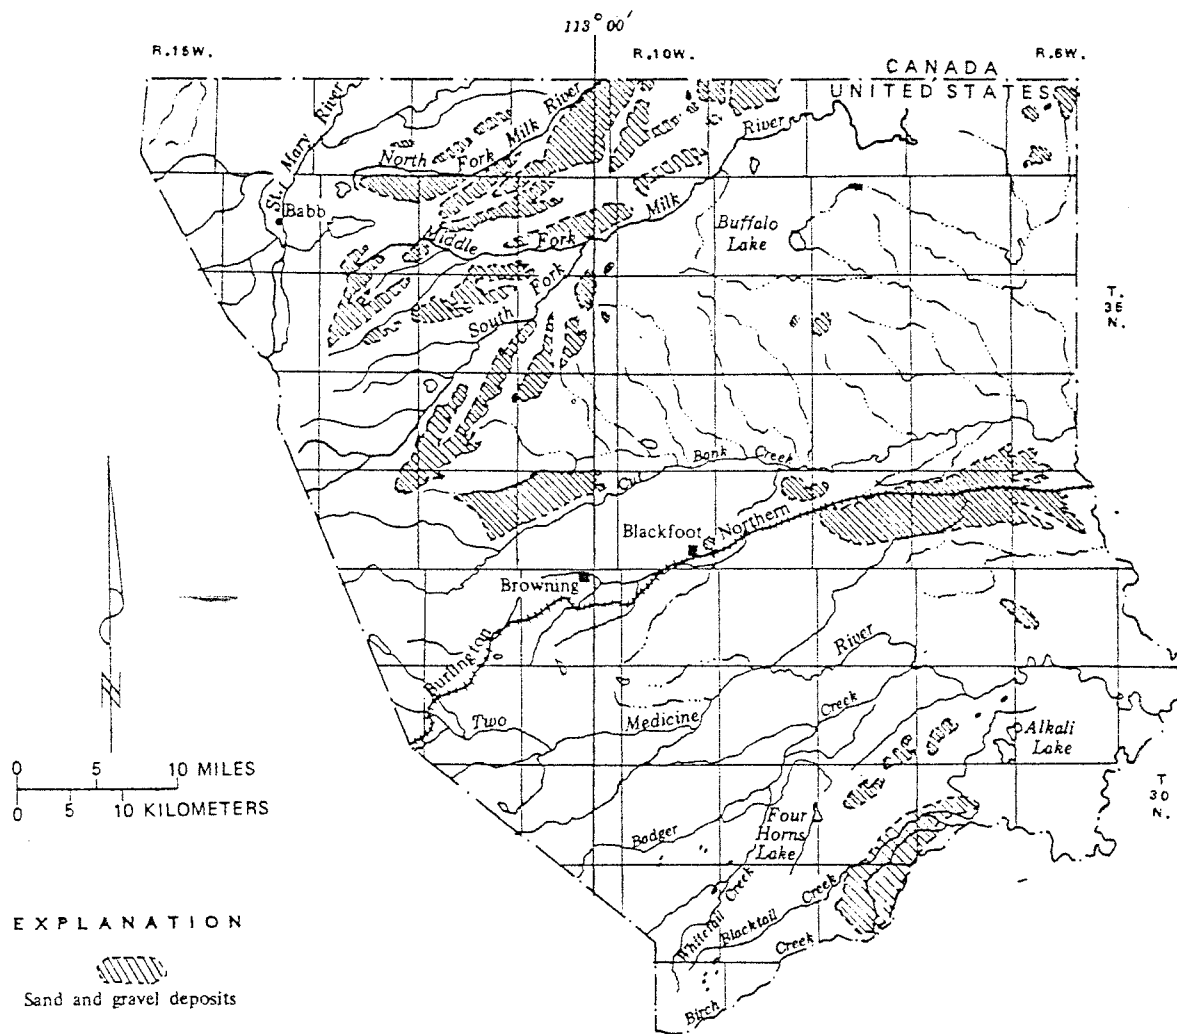 113° 00'
R.15W.
R.10W.
R.6W.
CANADA
UNITED STATES
St. Mary River
North Fork Milk River
River
Babb
Middle Fork Milk
Buffalo
Lake
South Fork
T.
36
N.
Bank Creek
Blackfoot
Northern
Browning
Burlington
River
Two
Medicine
Creek
Alkali
Lake
0 5 10 MILES
0 5 10 KILOMETERS
T
30
N.
Four
Horns
Lake
Badger
Whitetail Creek
Blacktail Creek
Creek
Birch
EXPLANATION
Sand and gravel deposits